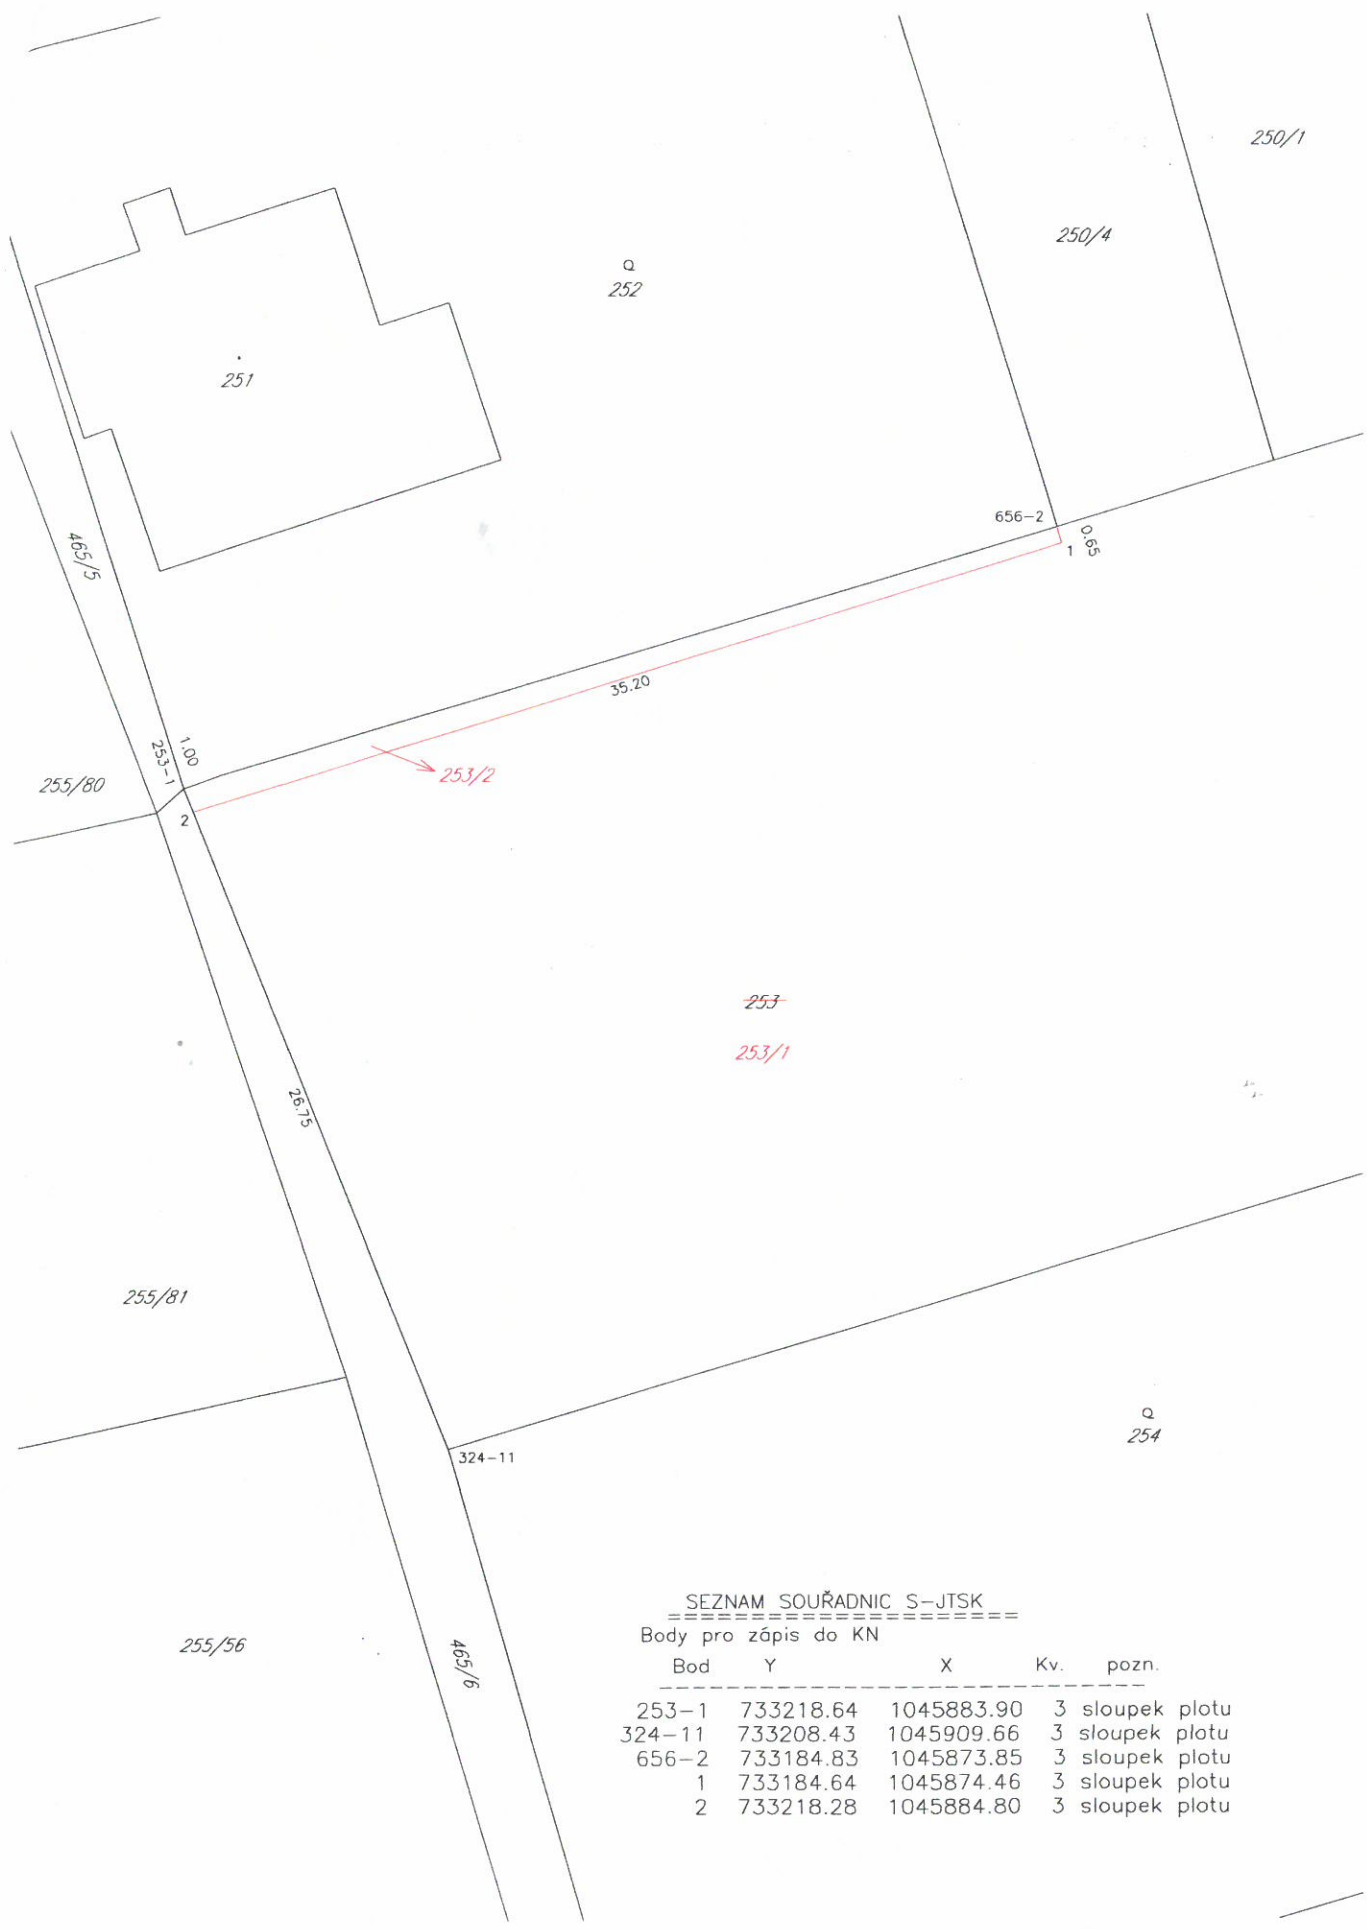 250/1
250/4
Q
252
251
465/5
656-2
0.65
1
35.20
1.00
253-1
253/2
255/80
2
253
253/1
26.75
255/81
Q
254
324-11
SEZNAM SOUŘADNIC S-JTSK
======================
Body pro zápis do KN
Bod Y X Kv. pozn.
253-1 733218.64 1045883.90 3 sloupek plotu
324-11 733208.43 1045909.66 3 sloupek plotu
656-2 733184.83 1045873.85 3 sloupek plotu
1 733184.64 1045874.46 3 sloupek plotu
2 733218.28 1045884.80 3 sloupek plotu
255/56
465/6